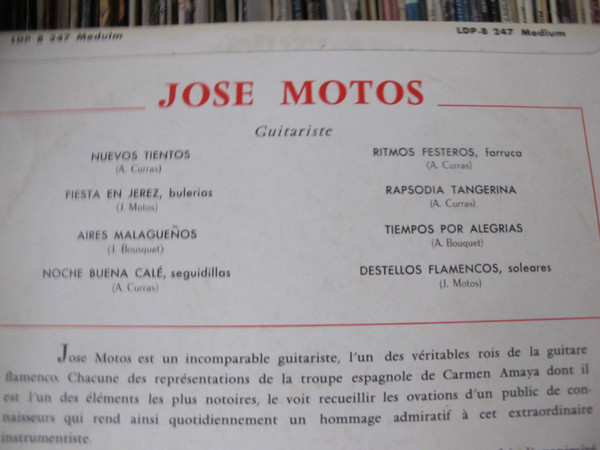 LDP B 247 Meduim
LDP-B 247 Medium
JOSE MOTOS
Guitariste
NUEVOS TIENTOS
(A. Curras)
FIESTA EN JEREZ, bulerias
(J. Motos)
AIRES MALAGUEÑOS
(J. Bousquet)
NOCHE BUENA CALÉ, seguidillas
(A. Curras)
RITMOS FESTEROS, farruca
(A. Curras)
RAPSODIA TANGERINA
(A. Curras)
TIEMPOS POR ALEGRIAS
(A. Bouquet)
DESTELLOS FLAMENCOS, soleares
(J. Motos)
Jose Motos est un incomparable guitariste, l'un des véritables rois de la guitare
flamenco. Chacune des représentations de la troupe espagnole de Carmen Amaya dont il
est l'un des éléments les plus notoires, le voit recueillir les ovations d'un public de con-
naisseurs qui rend ainsi quotidiennement un hommage admiratif à cet extraordinaire
instrumentiste.